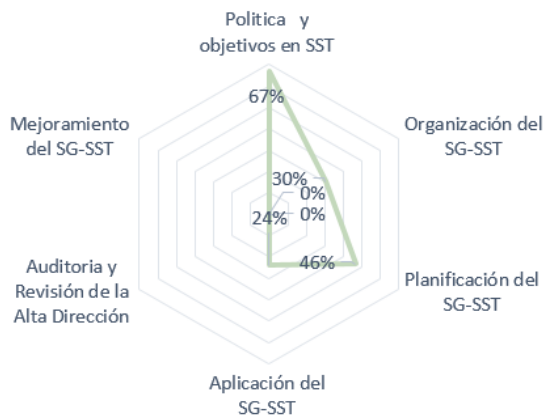 Politica y
objetivos en SST
67%
Mejoramiento
del SG-SST
Organización del
SG-SST
30%
0%
24%
0%
46%
Auditoria y
Revisión de la
Alta Dirección
Planificación del
SG-SST
Aplicación del
SG-SST